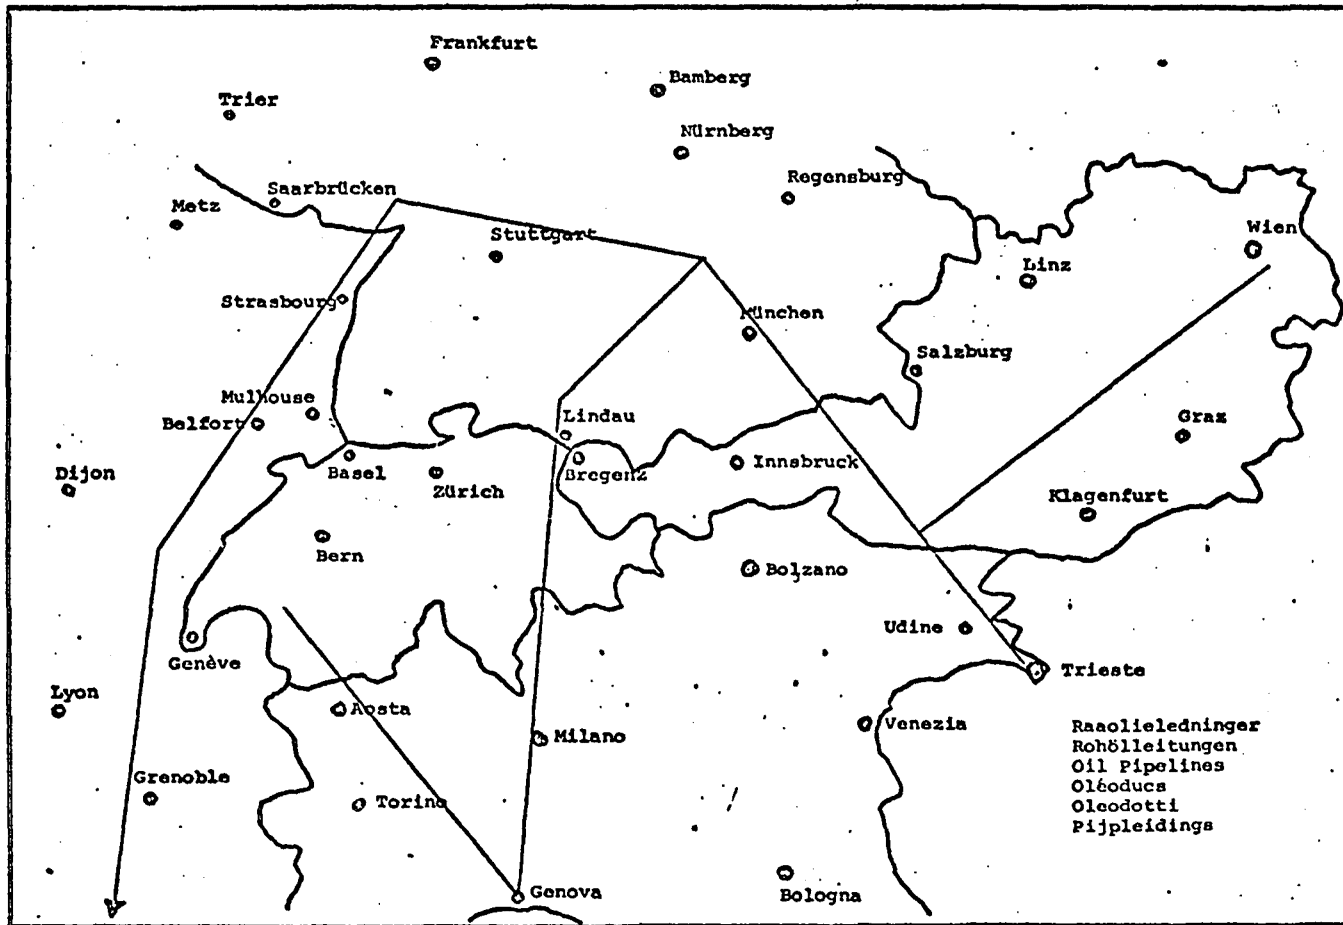 Frankfurt
Bamberg
Trier
Nürnberg
Regensburg
Saarbrücken
Metz
Stuttgart
Wien
Linz
Strasbourg
München
Salzburg
Mulhouse
Belfort
Lindau
Graz
Dijon
Basel
Zürich
Bregenz
Innsbruck
Klagenfurt
Bern
Bolzano
Udine
Genève
Trieste
Lyon
Aosta
Milano
Venezia
Raaolieledninger
Rohölleitungen
Oil Pipelines
Oléoducs
Oleodotti
Pijpleidings
Grenoble
Torino
Genova
Bologna